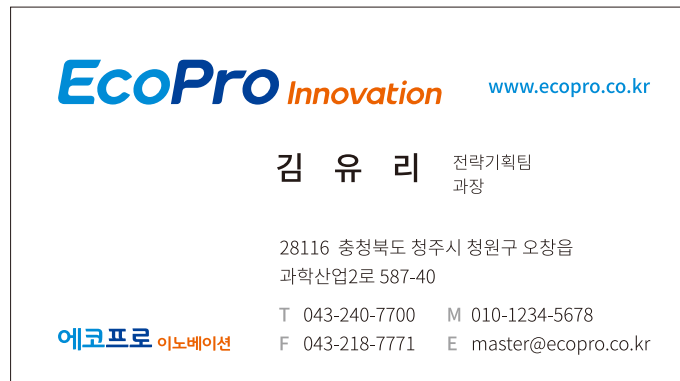 EcoPro Innovation
www.ecopro.co.kr
김 유 리 전략기획팀
과장
28116 충청북도 청주시 청원구 오창읍
과학산업2로 587-40
T 043-240-7700 M 010-1234-5678
F 043-218-7771 E master@ecopro.co.kr
에코프로 이노베이션